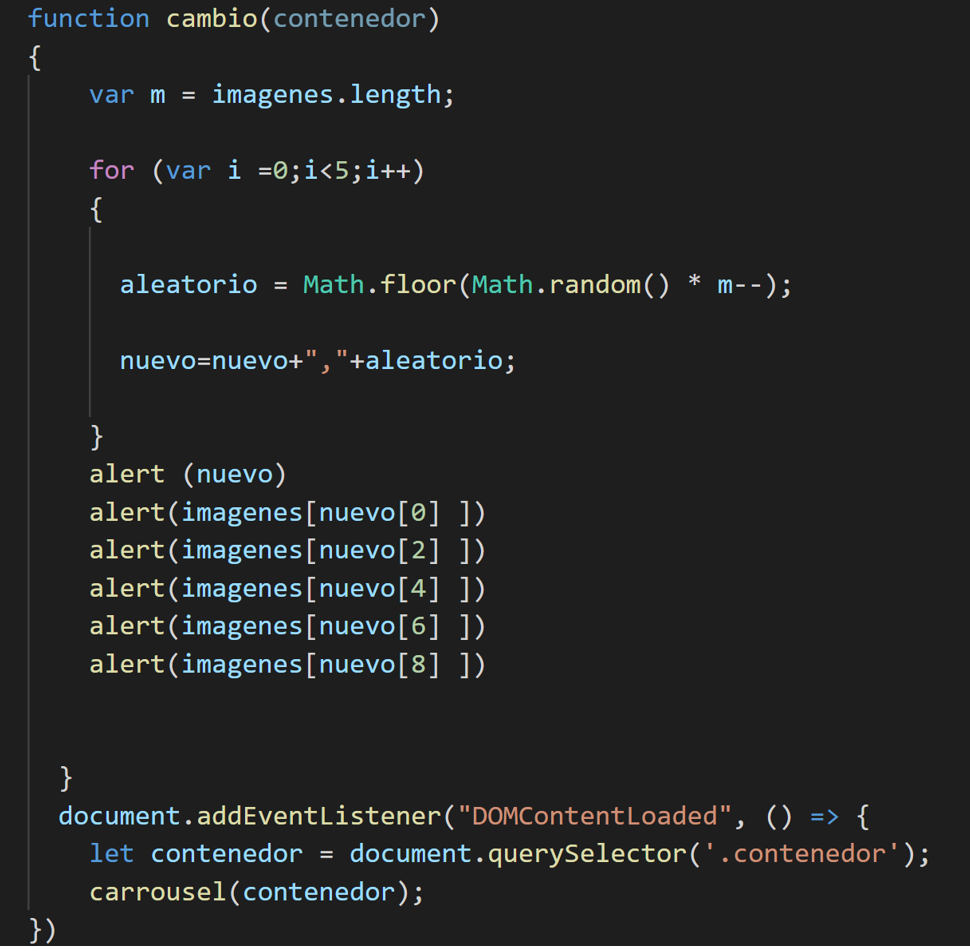 function cambio(contenedor)
{
var m = imagenes.length;
for (var i =0;i<5;i++)
{
aleatorio = Math.floor(Math.random() * m--);
nuevo=nuevo+","+aleatorio;
}
alert (nuevo)
alert(imagenes[nuevo[0] ])
alert(imagenes[nuevo[2] ])
alert(imagenes[nuevo[4] ])
alert(imagenes[nuevo[6] ])
alert(imagenes[nuevo[8] ])
}
document.addEventListener("DOMContentLoaded", () => {
let contenedor = document.querySelector('.contenedor');
carrousel(contenedor);
})